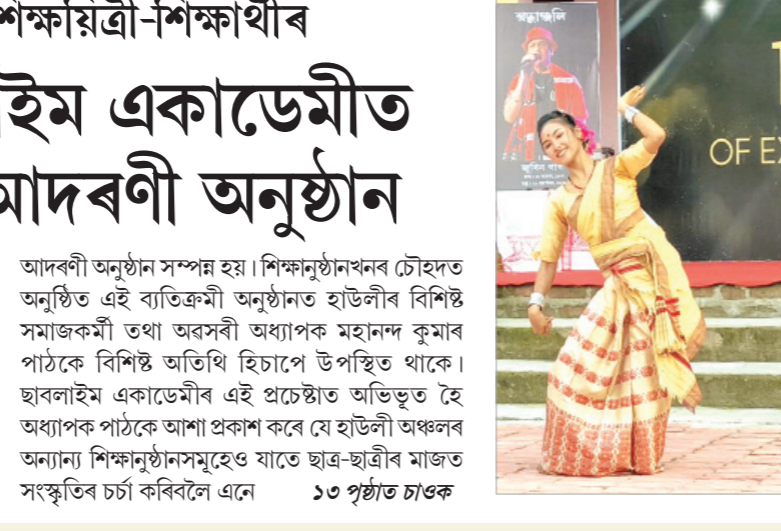 শিক্ষয়িত্ৰী-শিক্ষাৰ্থীৰ
একাডেমীত
আদৰণী অনুষ্ঠান
আদৰণী অনুষ্ঠান সম্পন্ন হয়। শিক্ষানুষ্ঠানখনৰ চৌহদত
অনুষ্ঠিত এই ব্যতিক্ৰমী অনুষ্ঠানত হাউলীৰ বিশিষ্ট
সমাজকৰ্মী তথা অৱসৰী অধ্যাপক মহানন্দ কুমাৰ
পাঠকে বিশিষ্ট অতিথি হিচাপে উপস্থিত থাকে।
ছাবলাইম একাডেমীৰ এই প্ৰচেষ্টাত অভিভূত হৈ
অধ্যাপক পাঠকে আশা প্ৰকাশ কৰে যে হাউলী অঞ্চলৰ
অন্যান্য শিক্ষানুষ্ঠানসমূহেও যাতে ছাত্ৰ-ছাত্ৰীৰ মাজত
সংস্কৃতিৰ চৰ্চা কৰিবলৈ এনে ১৩ পৃষ্ঠাত চাওক
শ্ৰদ্ধাঞ্জলি
জুবিন
OF